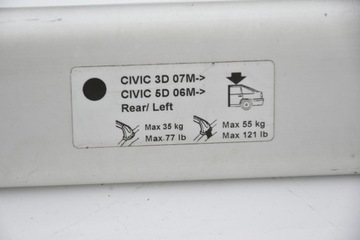 CIVIC 3D 07M->
CIVIC 5D 06M->
Rear/ Left
Max 35 kg
Max.77 lb
Max 55 kg
Max 121 lb